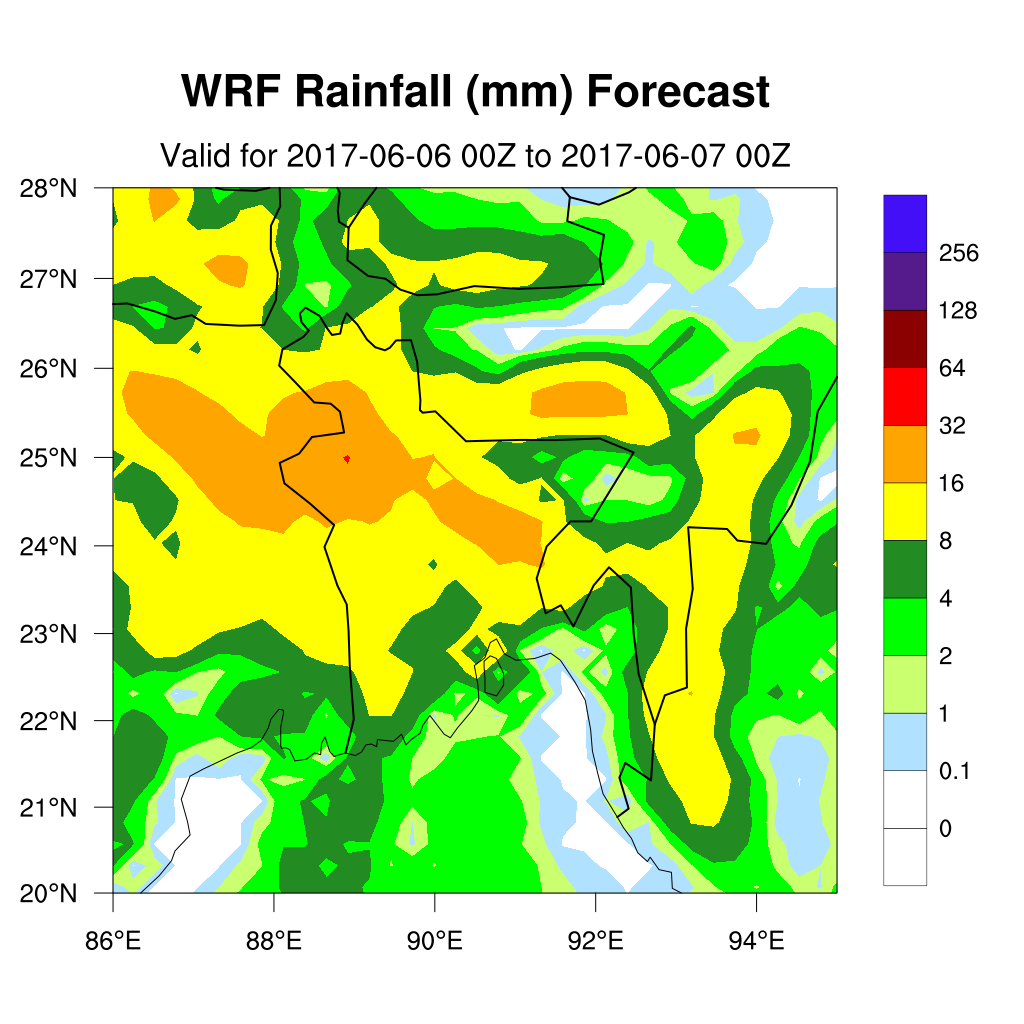 WRF Rainfall (mm) Forecast
Valid for 2017-06-06 00Z to 2017-06-07 00Z
28°N
27°N
26°N
25°N
24°N
23°N
22°N
21°N
20°N
86°E 88°E 90°E 92°E 94°E
256
128
64
32
16
8
4
2
1
0.1
0